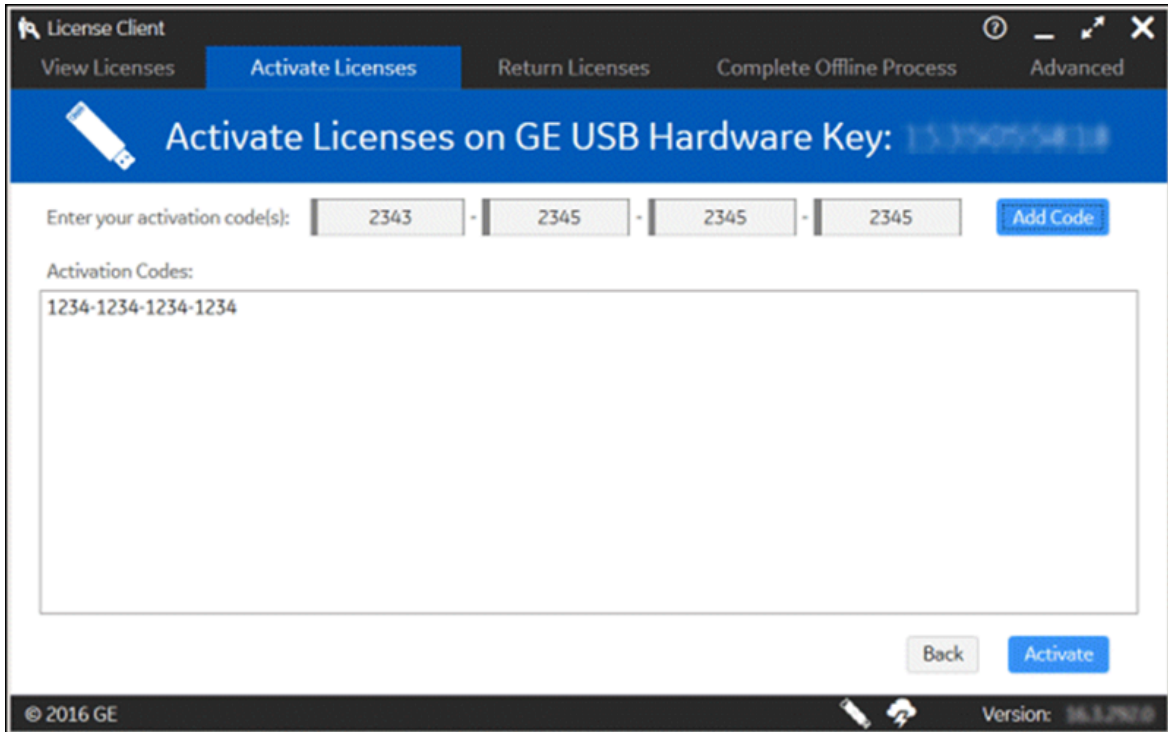 License Client
View Licenses Activate Licenses Return Licenses Complete Offline Process Advanced
Activate Licenses on GE USB Hardware Key:
Enter your activation code(s): 2343 - 2345 - 2345 - 2345 Add Code
Activation Codes:
1234-1234-1234-1234
Back Activate
© 2016 GE Version: